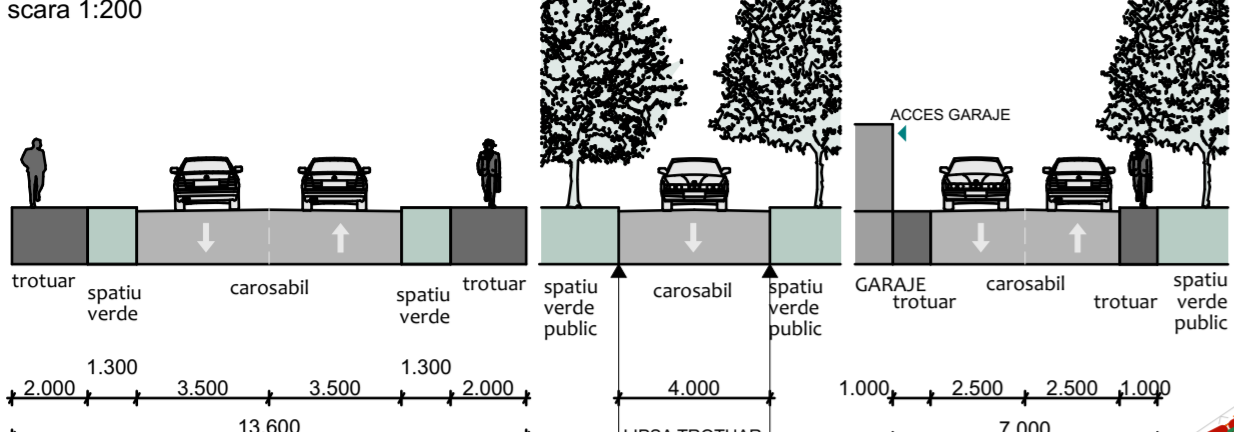 scara 1:200
ACCES GARAJE
trotuar
spatiu
verde
carosabil
spatiu
verde
trotuar
spatiu
verde
public
carosabil
spatiu
verde
public
GARAJE
trotuar
carosabil
trotuar
spatiu
verde
public
2.000
1.300
3.500
3.500
1.300
2.000
4.000
1.000
2.500
2.500
1.000
13.600
LIPSA TROTUAR
7.000